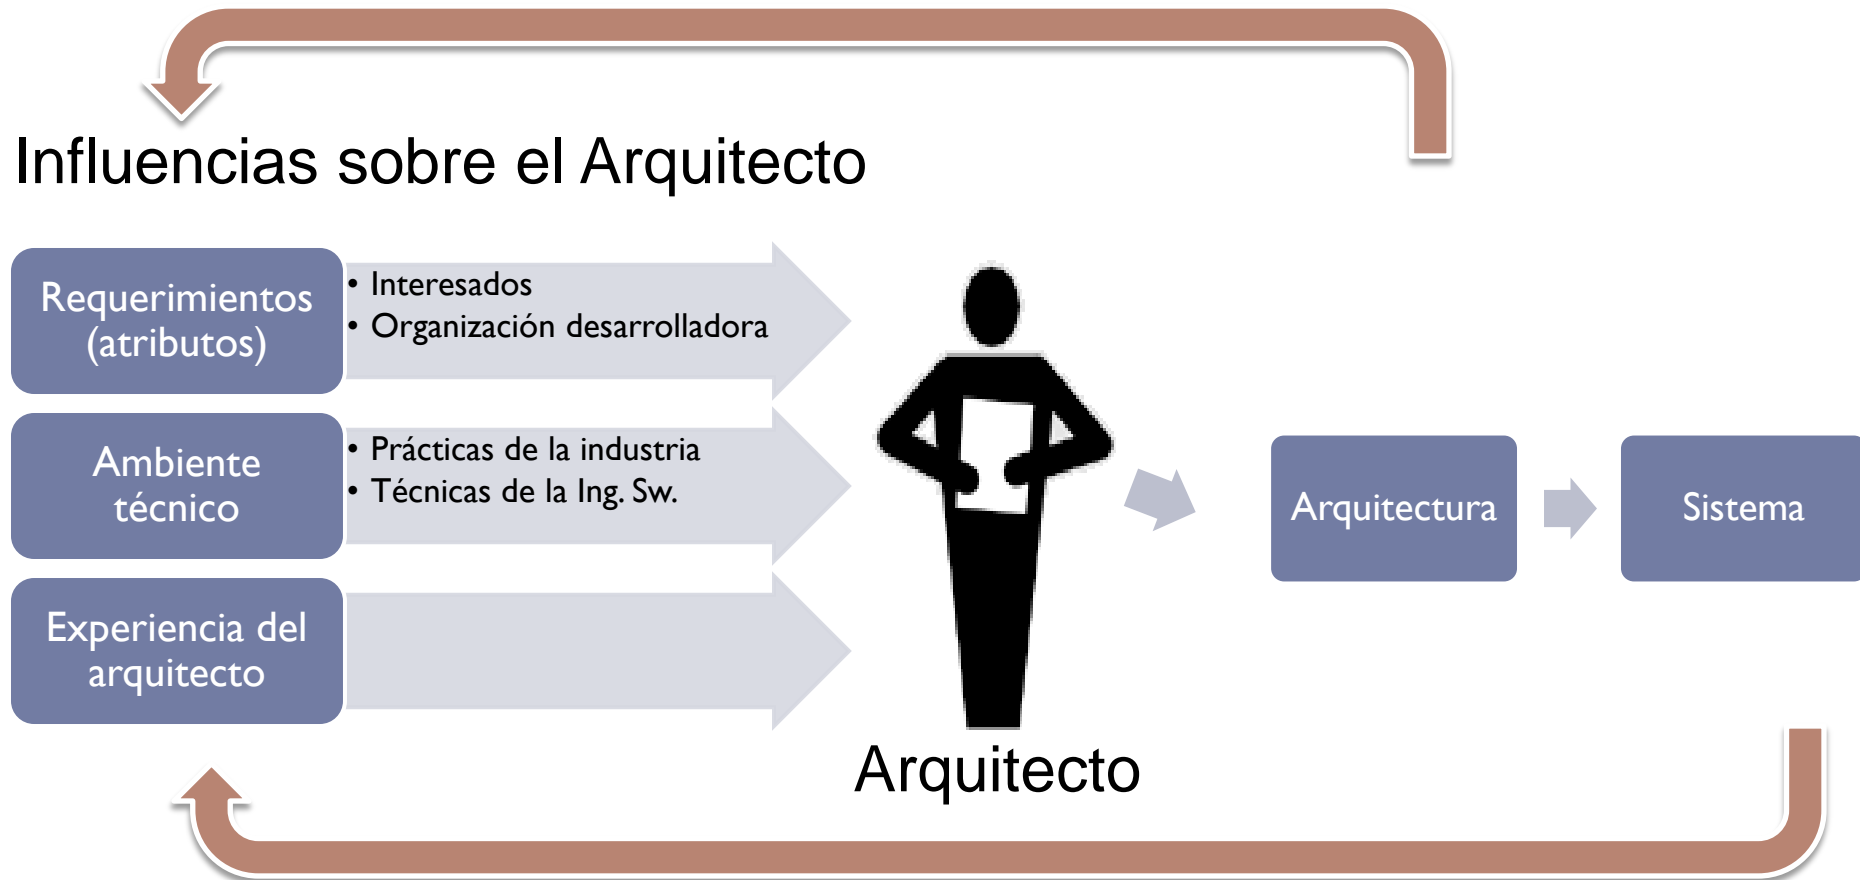 Influencias sobre el Arquitecto
Requerimientos
(atributos)
• Interesados
• Organización desarrolladora
Ambiente
técnico
• Prácticas de la industria
• Técnicas de la Ing. Sw.
Experiencia del
arquitecto
Arquitecto
Arquitectura
Sistema